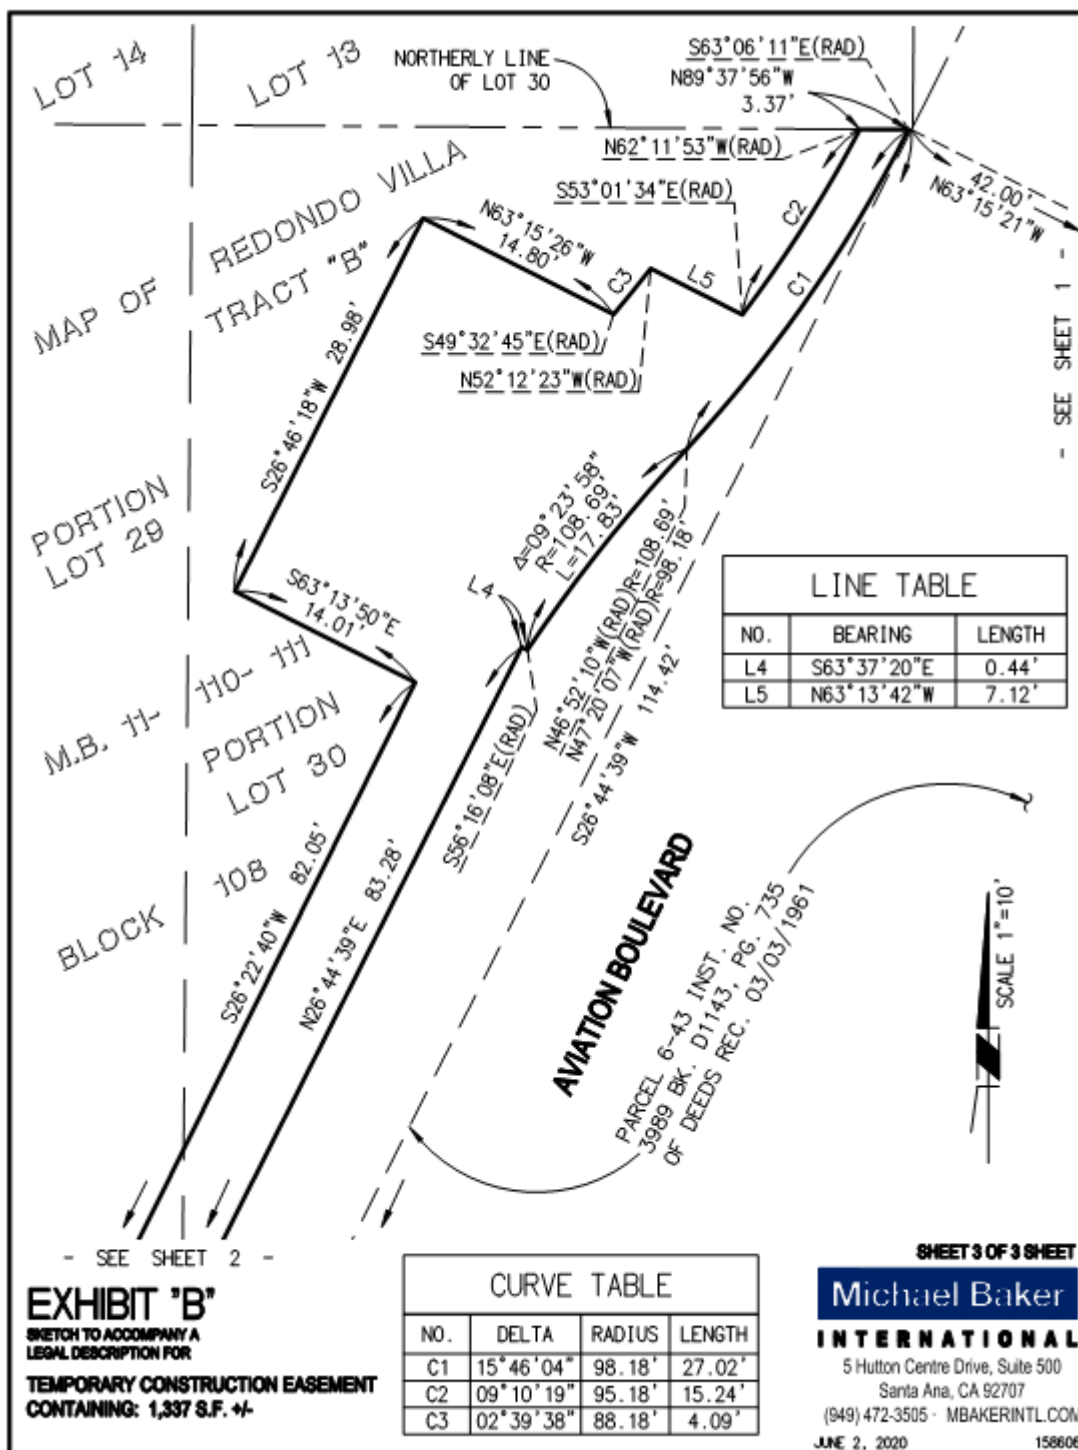 LOT 14
LOT 13
NORTHERLY LINE
OF LOT 30
S63°06'11"E(RAD)
N89°37'56"W
3.37'
N62°11'53"W(RAD)
S53°01'34"E(RAD)
42.00'
N63°15'21"W
MAP OF REDONDO VILLA
TRACT "B"
N63°15'26"W
14.80'
C3
L5
C2
C1
S49°32'45"E(RAD)
N52°12'23"W(RAD)
- SEE SHEET 1 -
S26°46'18"W 28.98'
PORTION
LOT 29
Δ=09°23'58"
R=108.69'
L=17.83'
L4
S63°13'50"E
14.01'
N46°52'10"W(RAD)R=108.69'
N47°20'07"W(RAD)R=98.18'
S26°44'39"W 114.42'
S56°16'08"E(RAD)
LINE TABLE
NO. BEARING LENGTH
L4 S63°37'20"E 0.44'
L5 N63°13'42"W 7.12'
M.B. 11- 110- 111
PORTION
LOT 30
BLOCK 108
S26°22'40"W 82.05'
N26°44'39"E 83.28'
AVIATION BOULEVARD
PARCEL 6-43 INST. NO.
3989 BK. D1143, PG. 735
OF DEEDS REC. 03/03/1961
SCALE 1"=10'
- SEE SHEET 2 -
EXHIBIT "B"
SKETCH TO ACCOMPANY A
LEGAL DESCRIPTION FOR
TEMPORARY CONSTRUCTION EASEMENT
CONTAINING: 1,337 S.F. +/-
CURVE TABLE
NO. DELTA RADIUS LENGTH
C1 15°46'04" 98.18' 27.02'
C2 09°10'19" 95.18' 15.24'
C3 02°39'38" 88.18' 4.09'
SHEET 3 OF 3 SHEET
Michael Baker
INTERNATIONAL
5 Hutton Centre Drive, Suite 500
Santa Ana, CA 92707
(949) 472-3505 · MBAKERINTL.COM
JUNE 2, 2020 158606